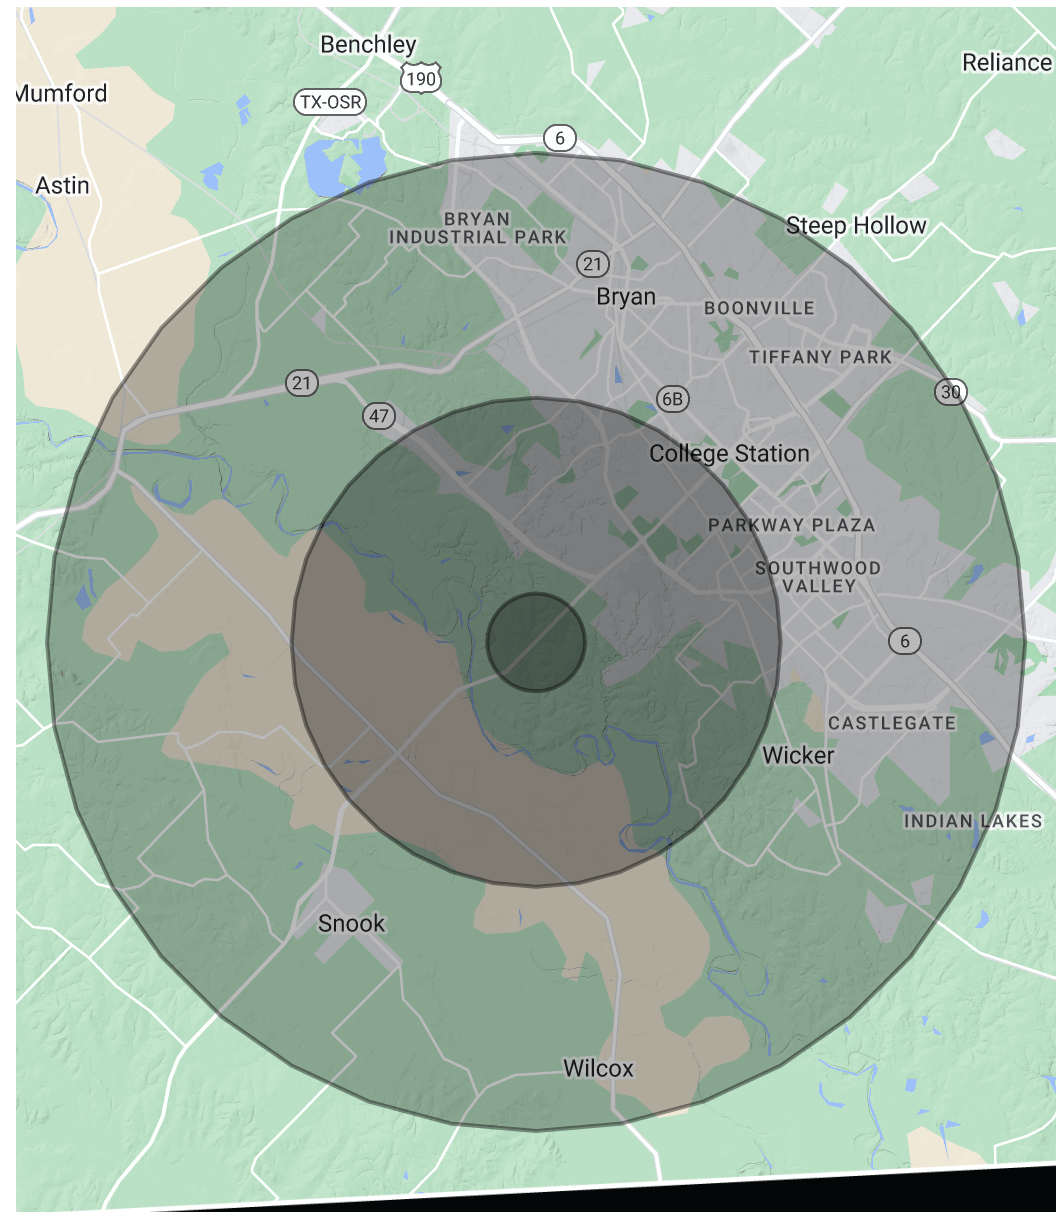 Benchley
190
Reliance
Mumford
TX-OSR
6
Astin
BRYAN
INDUSTRIAL PARK
Steep Hollow
21
Bryan
BOONVILLE
TIFFANY PARK
21
30
6B
47
College Station
PARKWAY PLAZA
SOUTHWOOD
VALLEY
6
CASTLEGATE
Wicker
INDIAN LAKES
Snook
Wilcox